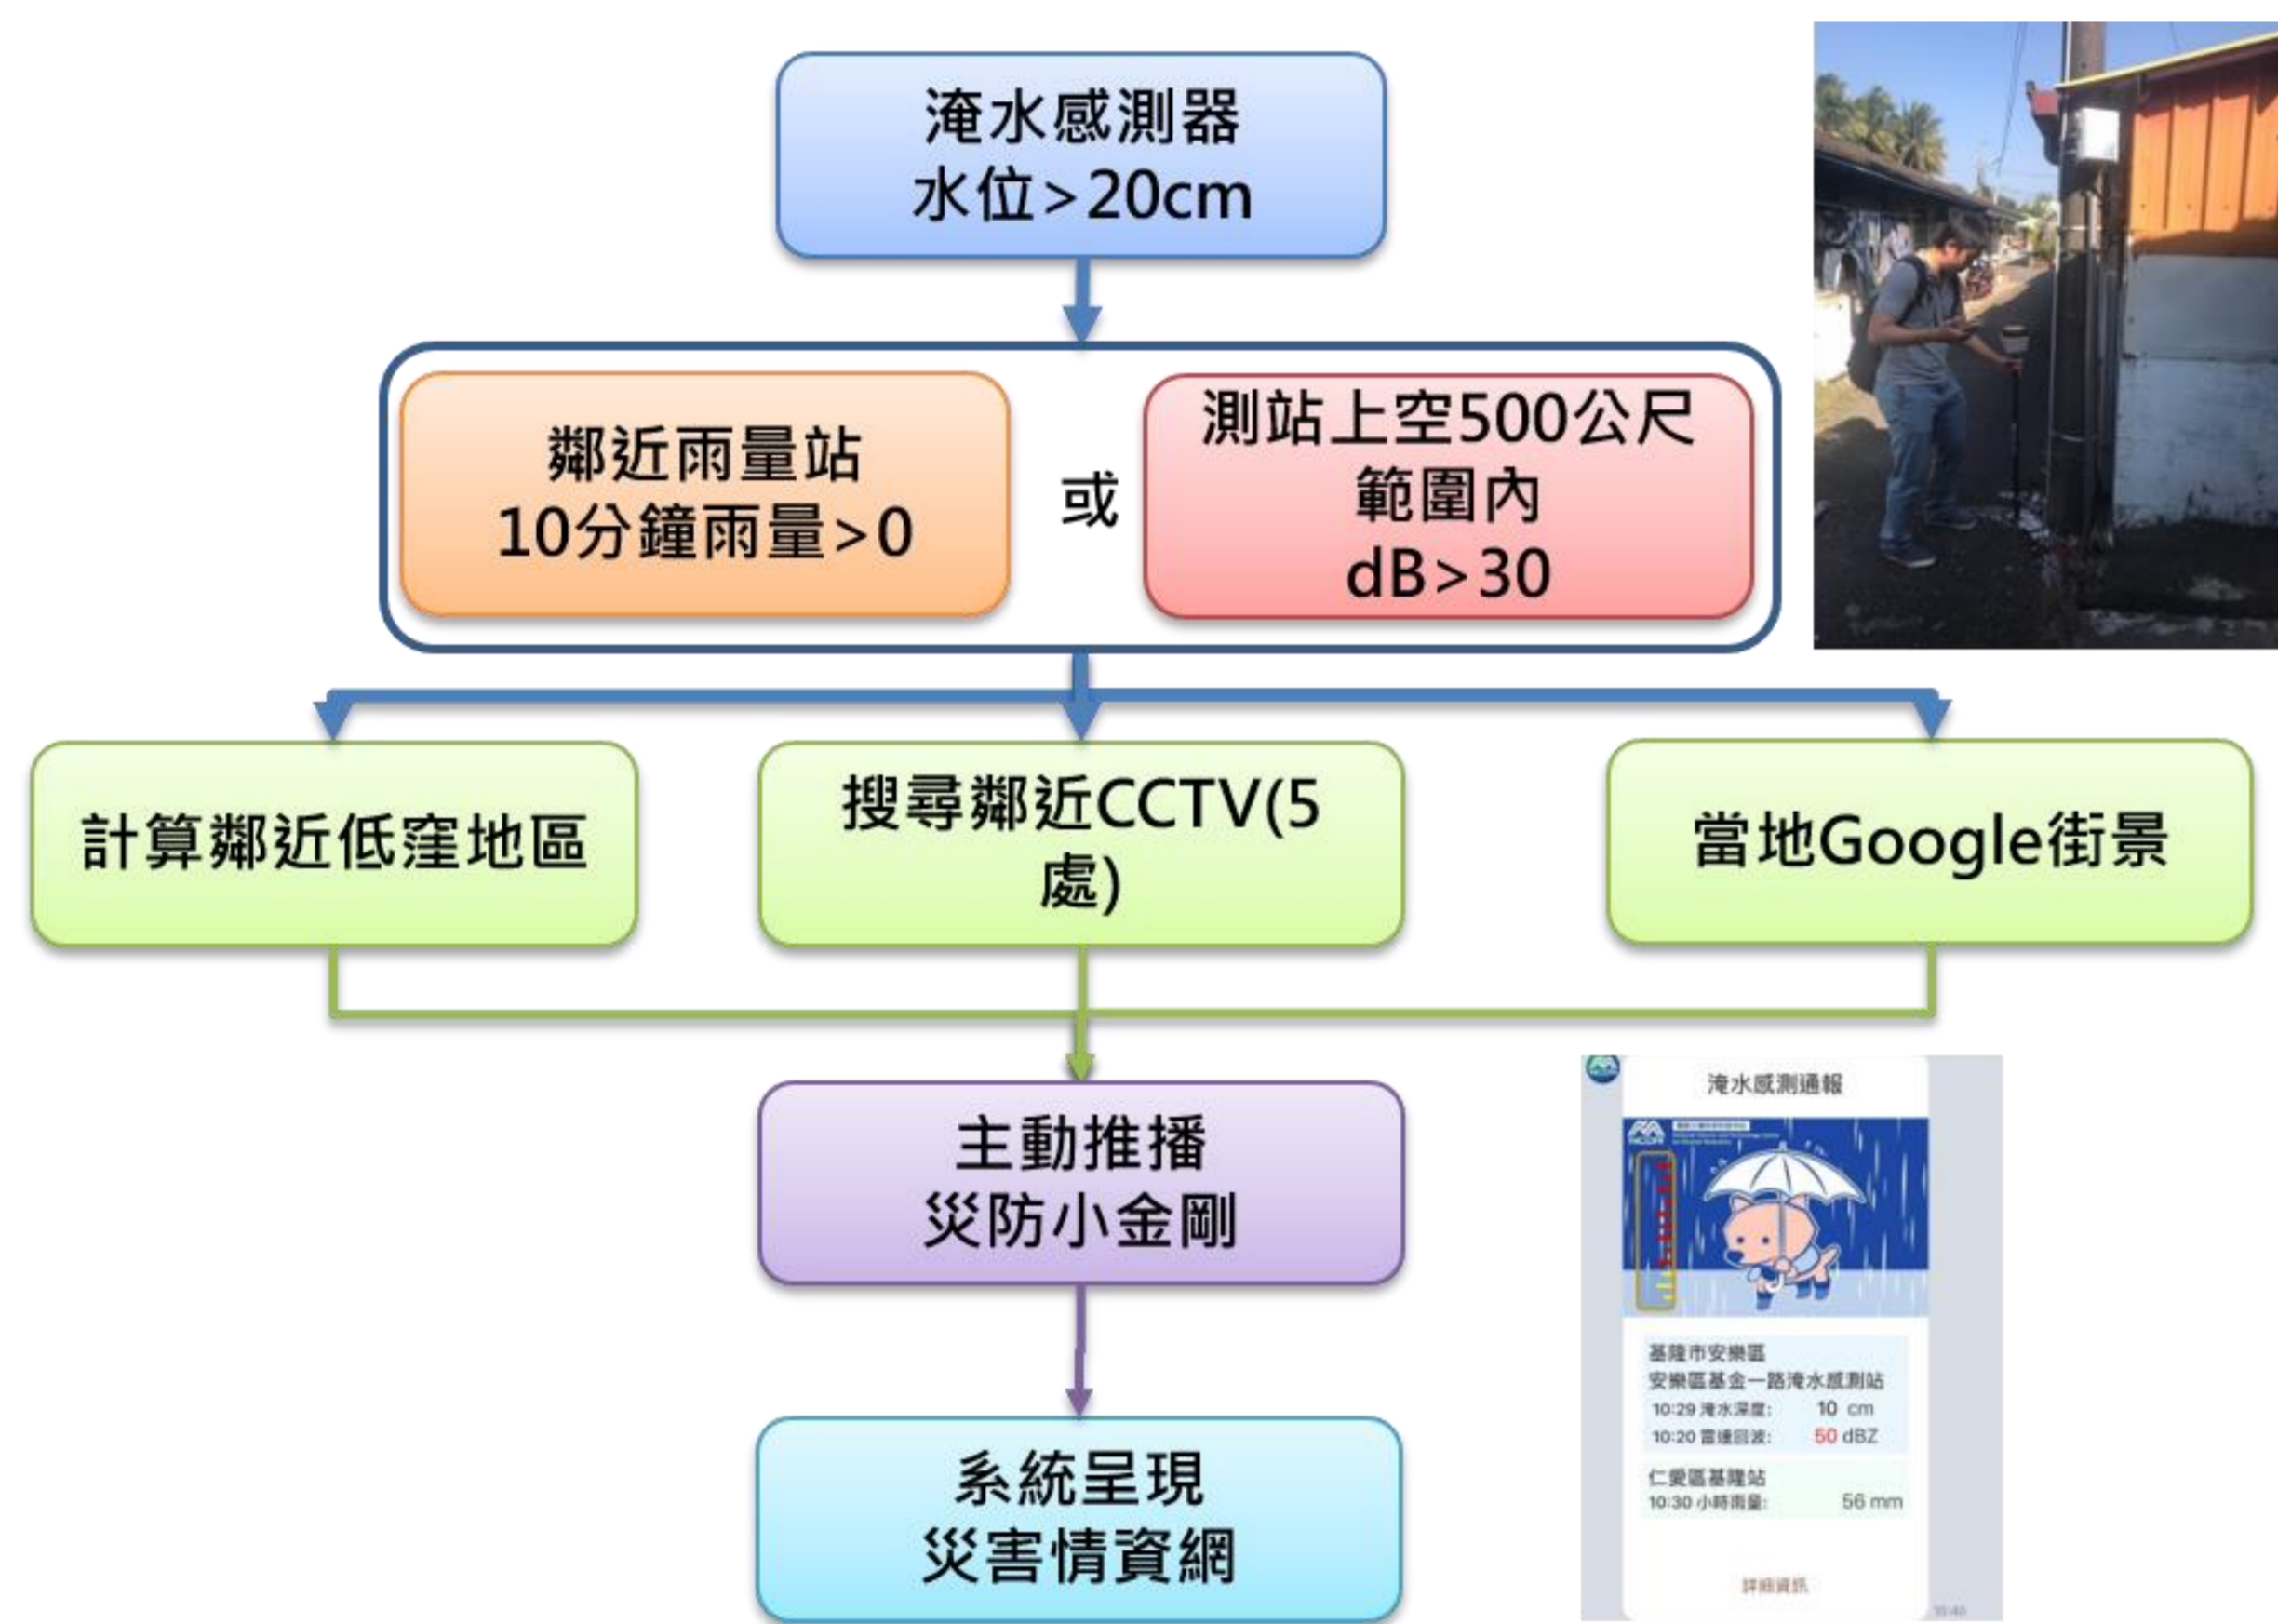 淹水感測器
水位>20cm
鄰近雨量站
10分鐘雨量>0
或
測站上空500公尺
範圍內
dB>30
計算鄰近低窪地區
搜尋鄰近CCTV(5
處)
當地Google街景
主動推播
災防小金剛
系統呈現
災害情資網
淹水感測通報
基隆市安樂區
安樂區基金一路淹水感測站
10:29 淹水深度: 10 cm
10:20 雷達回波: 50 dBZ
仁愛區基隆站
10:30 小時雨量: 56 mm
詳細資訊
10:40